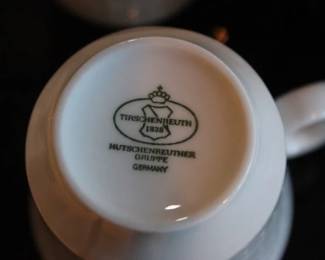 TIRSCHENREUTH
1838
HUTSCHENREUTHER
GRUPPE
GERMANY